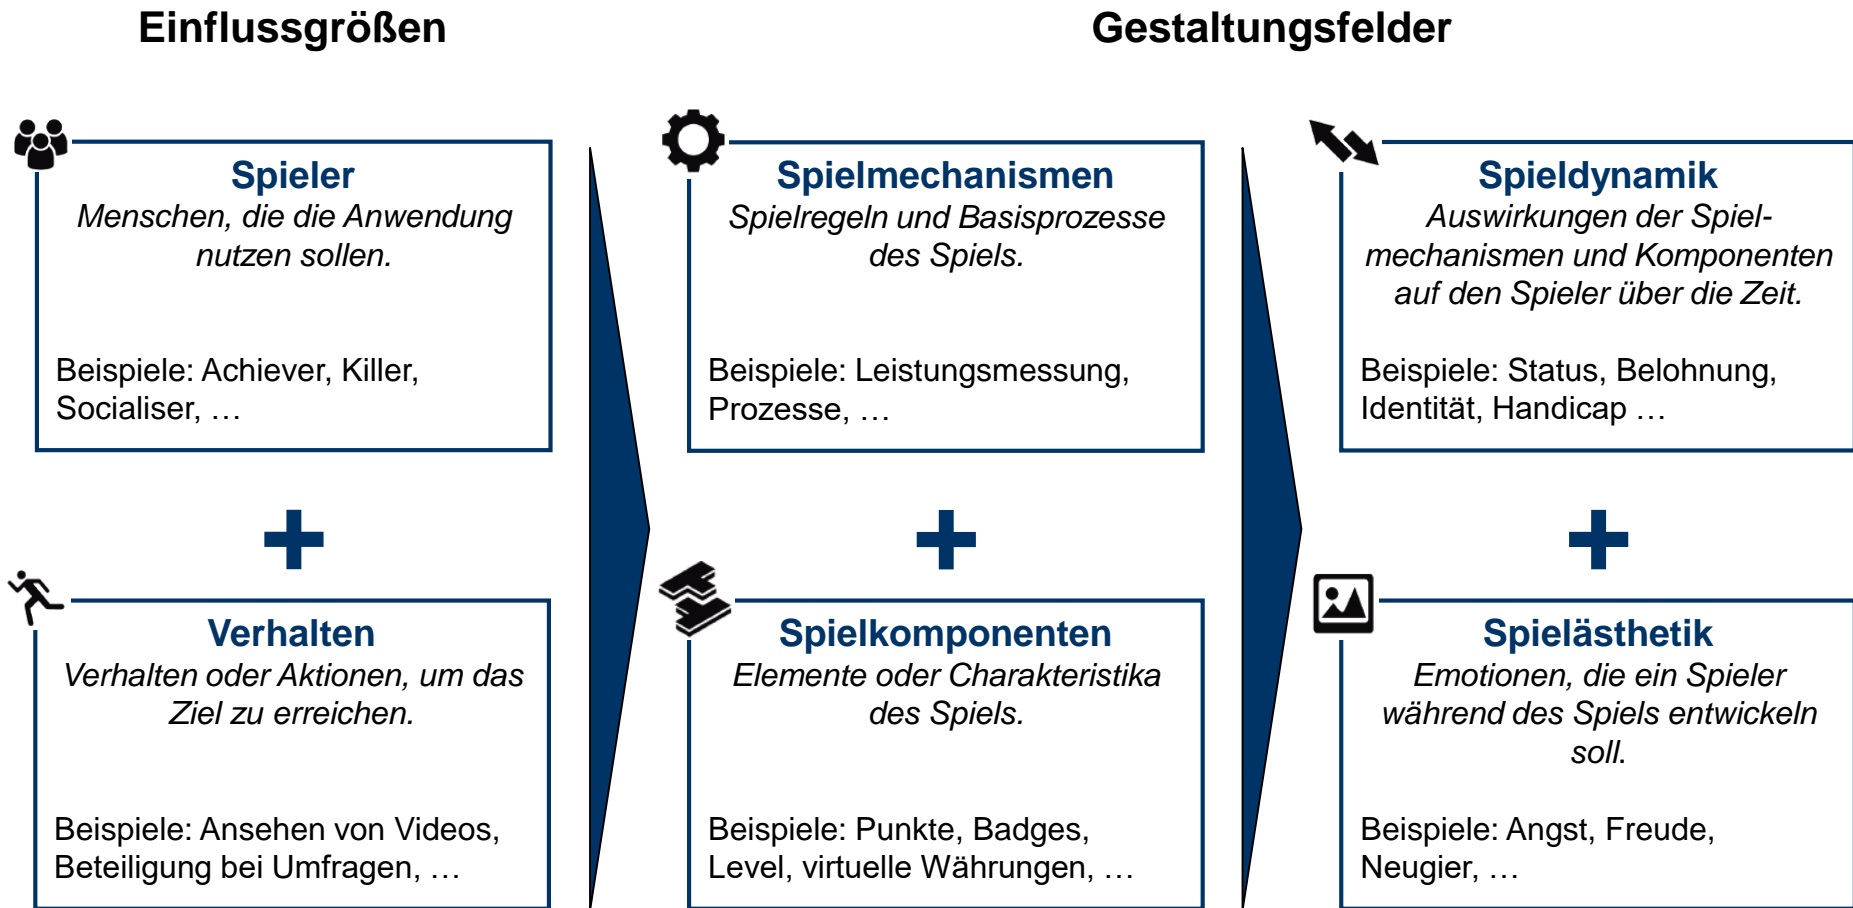 Einflussgrößen
Gestaltungsfelder
Spieler
Menschen, die die Anwendung
nutzen sollen.
Beispiele: Achiever, Killer,
Socialiser, …
Verhalten
Verhalten oder Aktionen, um das
Ziel zu erreichen.
Beispiele: Ansehen von Videos,
Beteiligung bei Umfragen, …
Spielmechanismen
Spielregeln und Basisprozesse
des Spiels.
Beispiele: Leistungsmessung,
Prozesse, …
Spielkomponenten
Elemente oder Charakteristika
des Spiels.
Beispiele: Punkte, Badges,
Level, virtuelle Währungen, …
Spieldynamik
Auswirkungen der Spiel-
mechanismen und Komponenten
auf den Spieler über die Zeit.
Beispiele: Status, Belohnung,
Identität, Handicap …
Spielästhetik
Emotionen, die ein Spieler
während des Spiels entwickeln
soll.
Beispiele: Angst, Freude,
Neugier, …